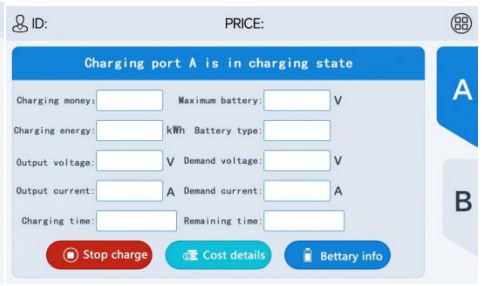 ID: PRICE:
Charging port A is in charging state
Charging money: Maximum battery: V
Charging energy: kWh Battery type:
Output voltage: V Demand voltage: V
Output current: A Demand current: A
Charging time: Remaining time:
Stop charge Cost details Bettary info
A
B